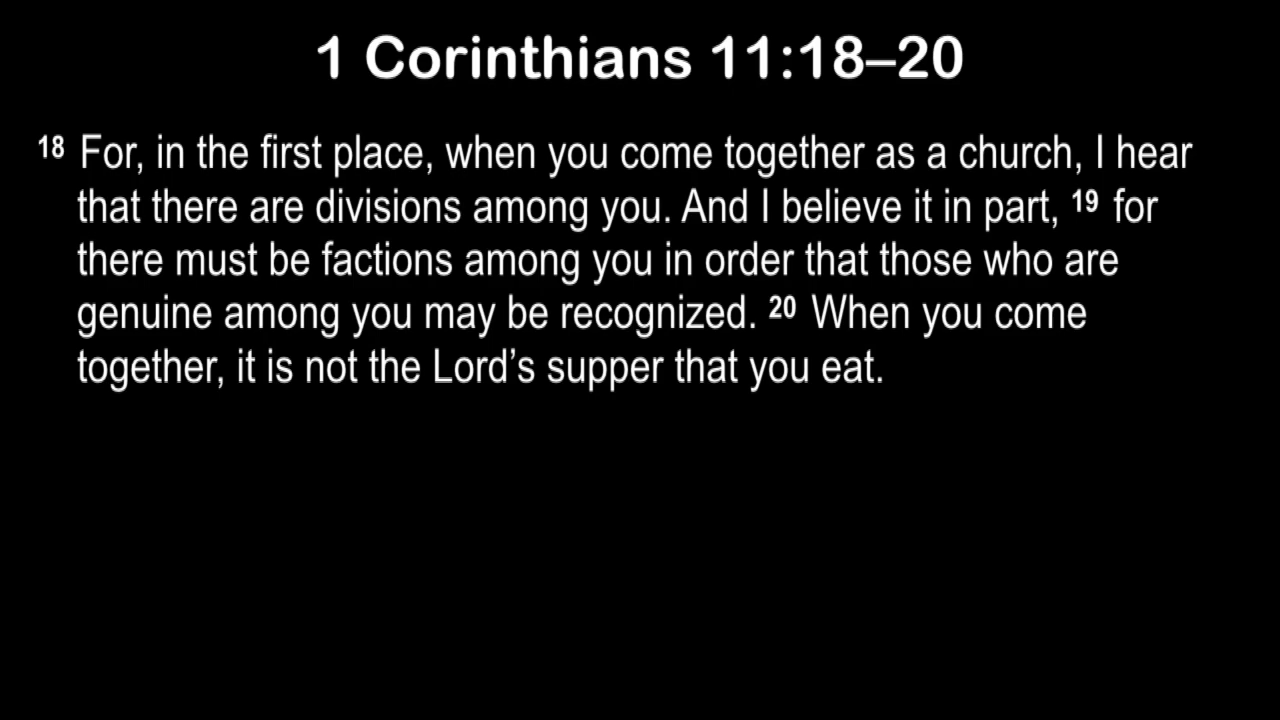 1 Corinthians 11:18–20
18 For, in the first place, when you come together as a church, I hear
that there are divisions among you. And I believe it in part, 19 for
there must be factions among you in order that those who are
genuine among you may be recognized. 20 When you come
together, it is not the Lord’s supper that you eat.